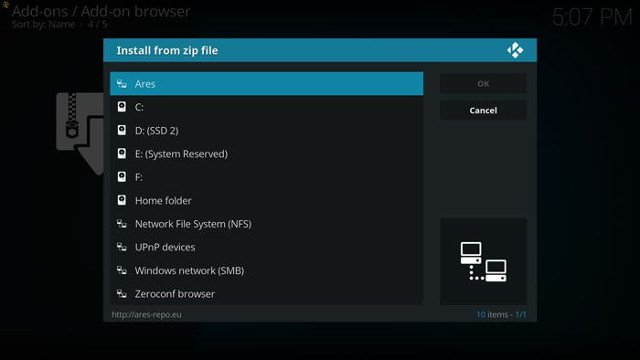 Add-ons / Add-on browser
Sort by: Name · 4 / 5
5:07 PM
Install from zip file
Ares
C:
D: (SSD 2)
E: (System Reserved)
F:
Home folder
Network File System (NFS)
UPnP devices
Windows network (SMB)
Zeroconf browser
OK
Cancel
http://ares-repo.eu
10 items - 1/1